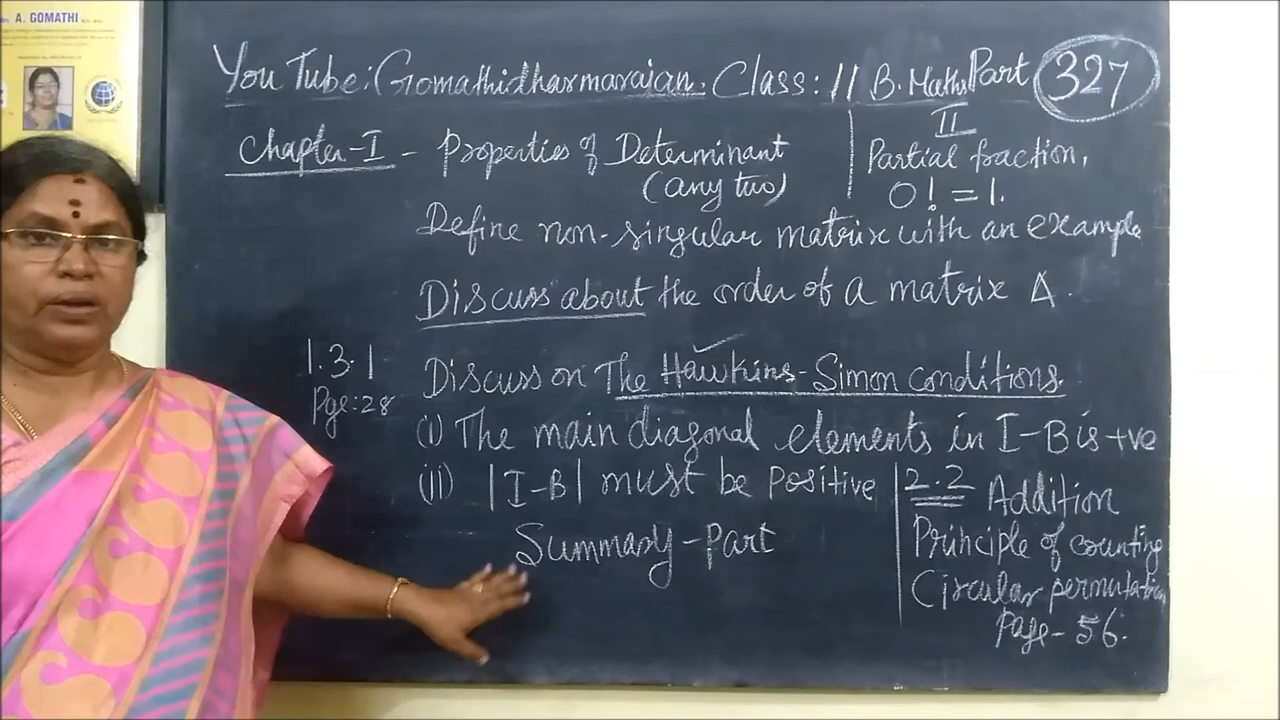 A. GOMATHI
YouTube: Gomathidharmarajan. Class: 11 B. Maths Part 327
Chapter-I - Properties of Determinant
(any two)
II
Partial fraction,
0! = 1.
Define non-singular matrix with an example
Discuss about the order of a matrix Δ.
1.3.1
Pge: 28
Discuss on The Hawkins-Simon conditions.
(i) The main diagonal elements in I-B is +ve
(ii) |I-B| must be positive
Summary-Part
2.2 Addition
Principle of counting
Circular permutation
Page - 56.